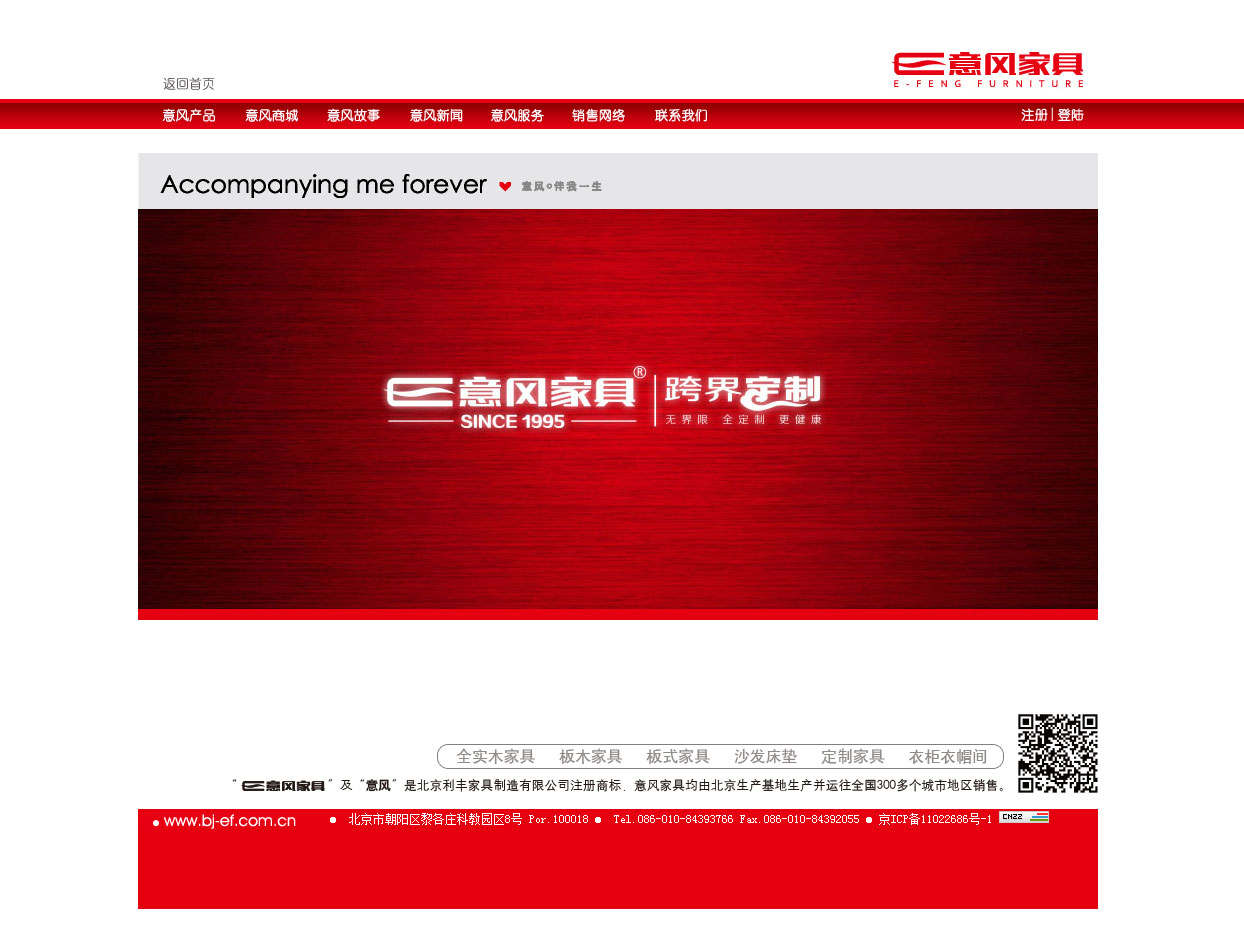 返回首页
意风家具
E-FENG FURNITURE
意风产品 意风商城 意风故事 意风新闻 意风服务 销售网络 联系我们 注册 | 登陆
Accompanying me forever 意风°伴我一生
意风家具® 跨界定制
SINCE 1995 无界限 全定制 更健康
全实木家具 板木家具 板式家具 沙发床垫 定制家具 衣柜衣帽间
“意风家具”及“意风”是北京利丰家具制造有限公司注册商标．意风家具均由北京生产基地生产并运往全国300多个城市地区销售。
www.bj-ef.com.cn 北京市朝阳区黎各庄科教园区8号 Por.100018 Tel.086-010-84393766 Fax.086-010-84392055 京ICP备11022686号-1 CNZZ